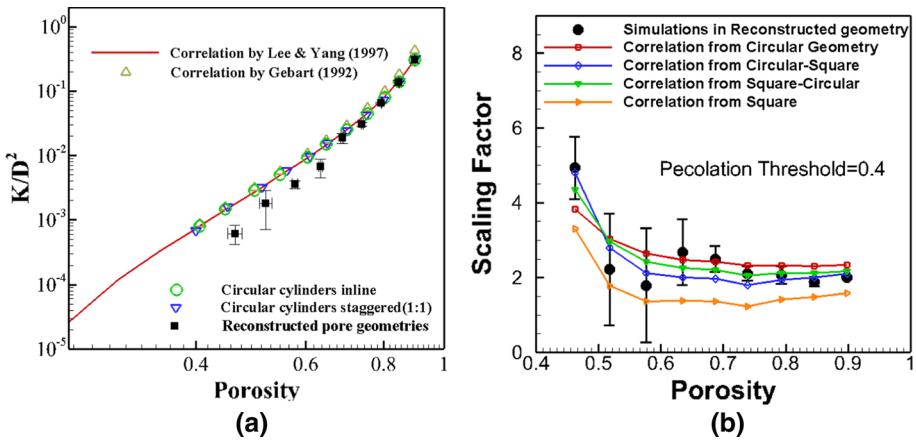 (a)
K/D²
10⁰
10⁻¹
10⁻²
10⁻³
10⁻⁴
10⁻⁵
Correlation by Lee & Yang (1997)
Correlation by Gebart (1992)
Circular cylinders inline
Circular cylinders staggered(1:1)
Reconstructed pore geometries
0.4 0.6 0.8 1
Porosity
(a)
Scaling Factor
8
6
4
2
0
Simulations in Reconstructed geometry
Correlation from Circular Geometry
Correlation from Circular-Square
Correlation from Square-Circular
Correlation from Square
Pecolation Threshold=0.4
0.4 0.5 0.6 0.7 0.8 0.9 1
Porosity
(b)